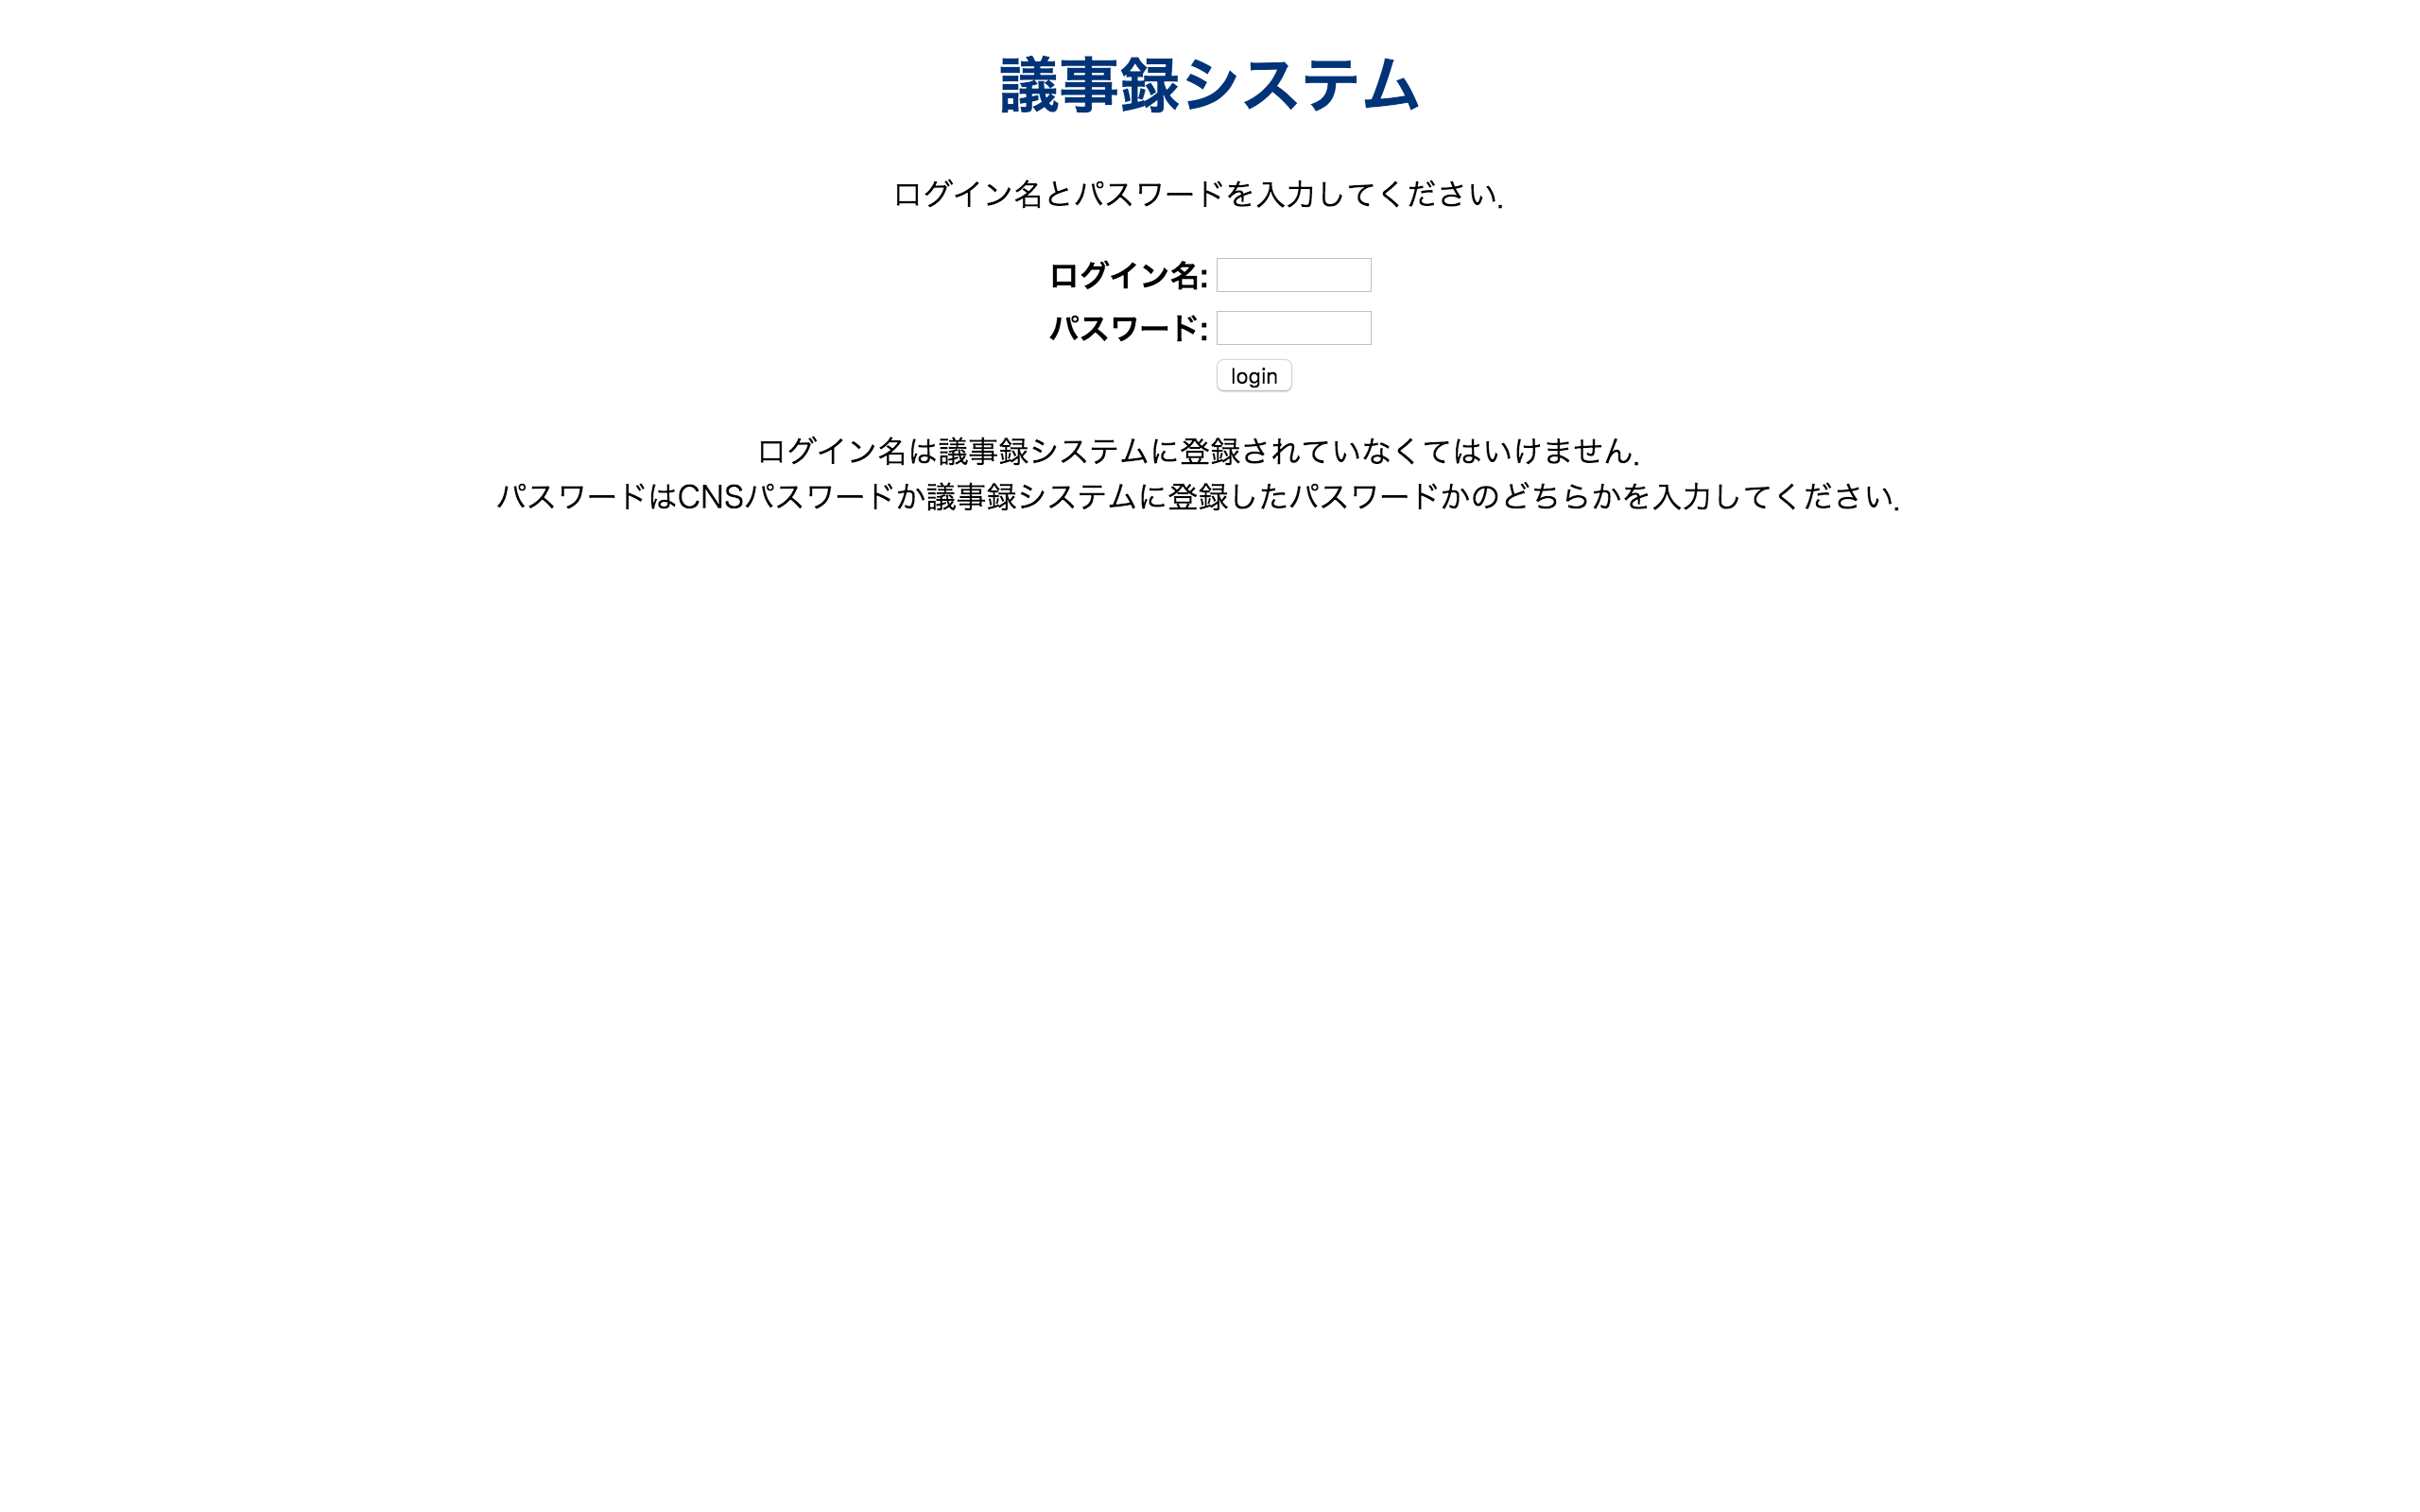 議事録システム
ログイン名とパスワードを入力してください.
ログイン名:
パスワード:
login
ログイン名は議事録システムに登録されていなくてはいけません.
パスワードはCNSパスワードか議事録システムに登録したパスワードかのどちらかを入力してください.